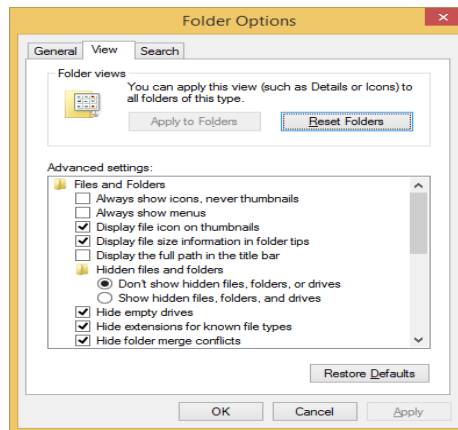 Folder Options
General View Search
Folder views
You can apply this view (such as Details or Icons) to
all folders of this type.
Apply to Folders Reset Folders
Advanced settings:
Files and Folders
Always show icons, never thumbnails
Always show menus
Display file icon on thumbnails
Display file size information in folder tips
Display the full path in the title bar
Hidden files and folders
Don't show hidden files, folders, or drives
Show hidden files, folders, and drives
Hide empty drives
Hide extensions for known file types
Hide folder merge conflicts
Restore Defaults
OK Cancel Apply